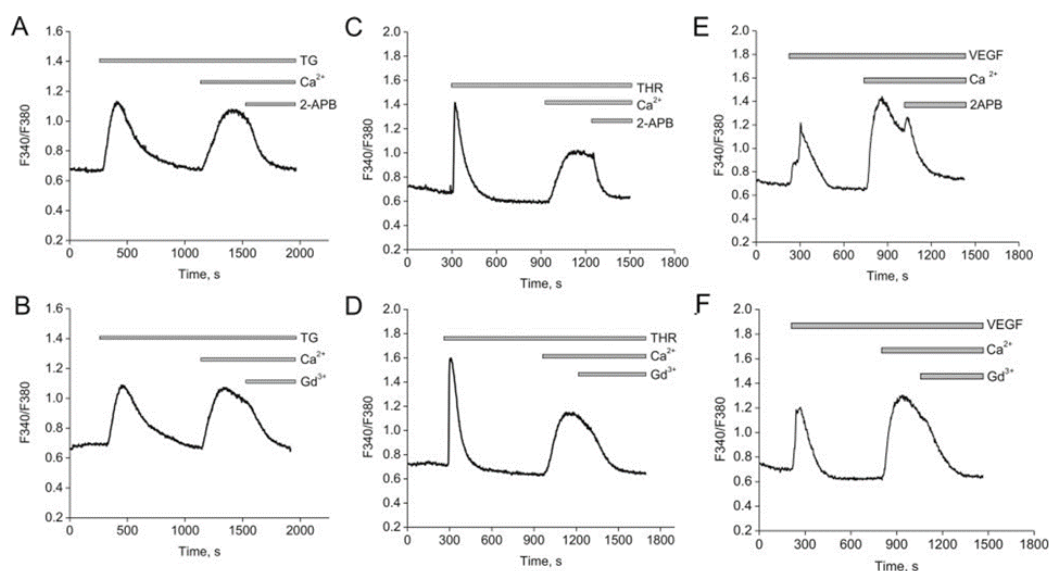 A
F340/F380
1.6
1.4
1.2
1.0
0.8
0.6
0.4
0.2
TG
Ca²⁺
2-APB
0 500 1000 1500 2000
Time, s
C
F340/F380
2.0
1.8
1.6
1.4
1.2
1.0
0.8
0.6
0.4
0.2
THR
Ca²⁺
2-APB
0 300 600 900 1200 1500 1800
Time, s
E
F340/F380
2.0
1.8
1.6
1.4
1.2
1.0
0.8
0.6
0.4
0.2
VEGF
Ca ²⁺
2APB
0 300 600 900 1200 1500 1800
Time, s
B
F340/F380
1.6
1.4
1.2
1.0
0.8
0.6
0.4
0.2
TG
Ca²⁺
Gd³⁺
0 500 1000 1500 2000
Time, s
D
F340/F380
2.0
1.8
1.6
1.4
1.2
1.0
0.8
0.6
0.4
0.2
THR
Ca²⁺
Gd³⁺
0 300 600 900 1200 1500 1800
Time, s
F
F340/F380
2.0
1.8
1.6
1.4
1.2
1.0
0.8
0.6
0.4
0.2
VEGF
Ca²⁺
Gd³⁺
0 300 600 900 1200 1500 1800
Time, s